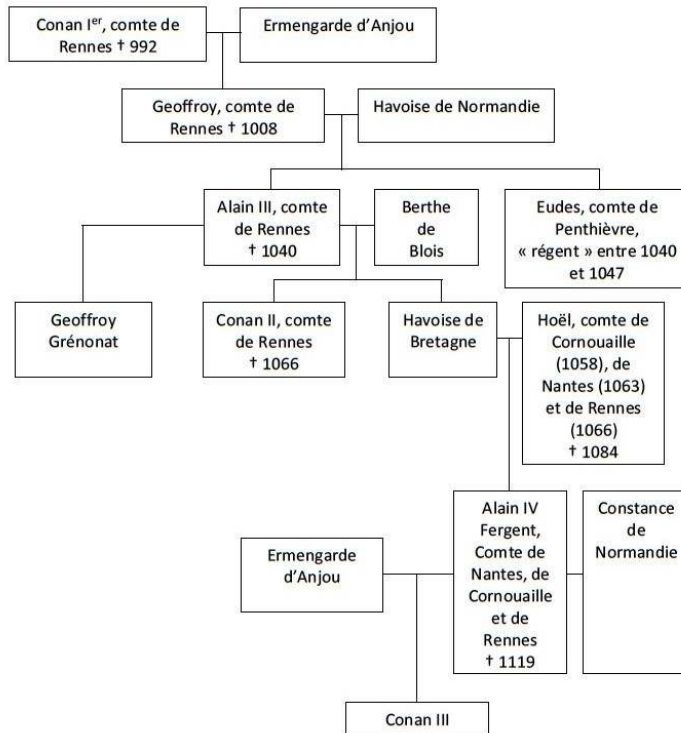 Conan Iᵉʳ, comte de
Rennes † 992
Ermengarde d’Anjou
Geoffroy, comte de
Rennes † 1008
Havoise de Normandie
Alain III, comte
de Rennes
† 1040
Berthe
de
Blois
Eudes, comte de
Penthièvre,
« régent » entre 1040
et 1047
Geoffroy
Grénonat
Conan II, comte
de Rennes
† 1066
Havoise de
Bretagne
Hoël, comte de
Cornouaille
(1058), de
Nantes (1063)
et de Rennes
(1066)
† 1084
Ermengarde
d’Anjou
Alain IV
Fergent,
Comte de
Nantes, de
Cornouaille
et de
Rennes
† 1119
Constance
de
Normandie
Conan III